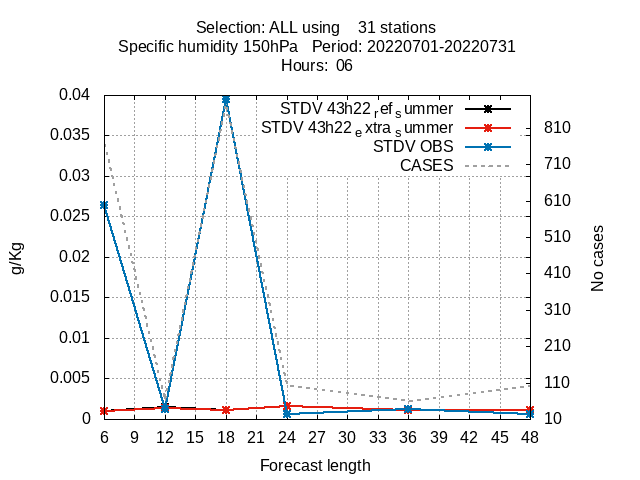 Selection: ALL using 31 stations
Specific humidity 150hPa Period: 20220701-20220731
Hours: 06
STDV 43h22 ref summer
STDV 43h22 extra summer
STDV OBS
CASES
0.04
0.035
0.03
0.025
0.02
0.015
0.01
0.005
0
g/Kg
810
710
610
510
410
310
210
110
10
No cases
6 9 12 15 18 21 24 27 30 33 36 39 42 45 48
Forecast length